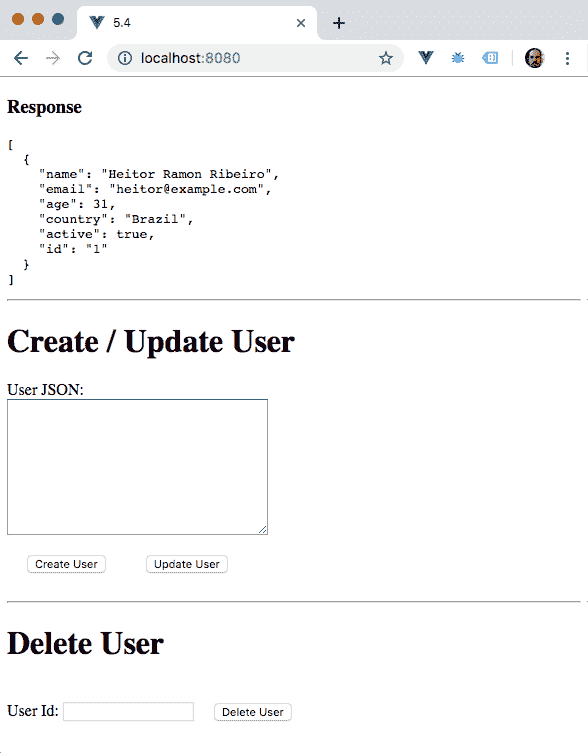 5.4
localhost:8080
Response
[
  {
    "name": "Heitor Ramon Ribeiro",
    "email": "heitor@example.com",
    "age": 31,
    "country": "Brazil",
    "active": true,
    "id": "1"
  }
]
Create / Update User
User JSON:
Create User Update User
Delete User
User Id: Delete User